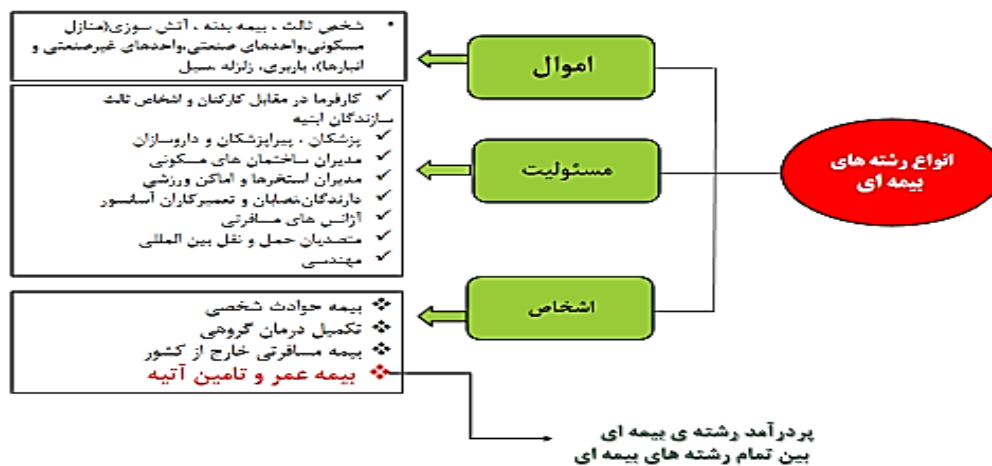 انواع رشته های
بیمه ای
اموال
شخص ثالث ، بیمه بدنه ، آتش سوزی(منازل
مسکونی،واحدهای صنعتی،واحدهای غیرصنعتی و
انبارها)، باربری، زلزله ،سیل
مسئولیت
کارفرما در مقابل کارکنان و اشخاص ثالث
سازندگان ابنیه
پزشکان ، پیراپزشکان و داروسازان
مدیران ساختمان های مسکونی
مدیران استخرها و اماکن ورزشی
دارندگان،نصابان و تعمیرکاران آسانسور
آژانس های مسافرتی
متصدیان حمل و نقل بین المللی
مهندسی
اشخاص
بیمه حوادث شخصی
تکمیل درمان گروهی
بیمه مسافرتی خارج از کشور
بیمه عمر و تامین آتیه
پردرآمد رشته ی بیمه ای
بین تمام رشته های بیمه ای